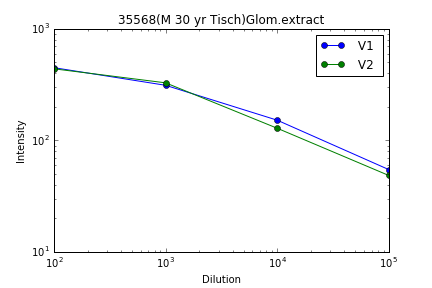 35568(M 30 yr Tisch)Glom.extract
V1
V2
Intensity
10³
10²
10¹
10² 10³ 10⁴ 10⁵
Dilution